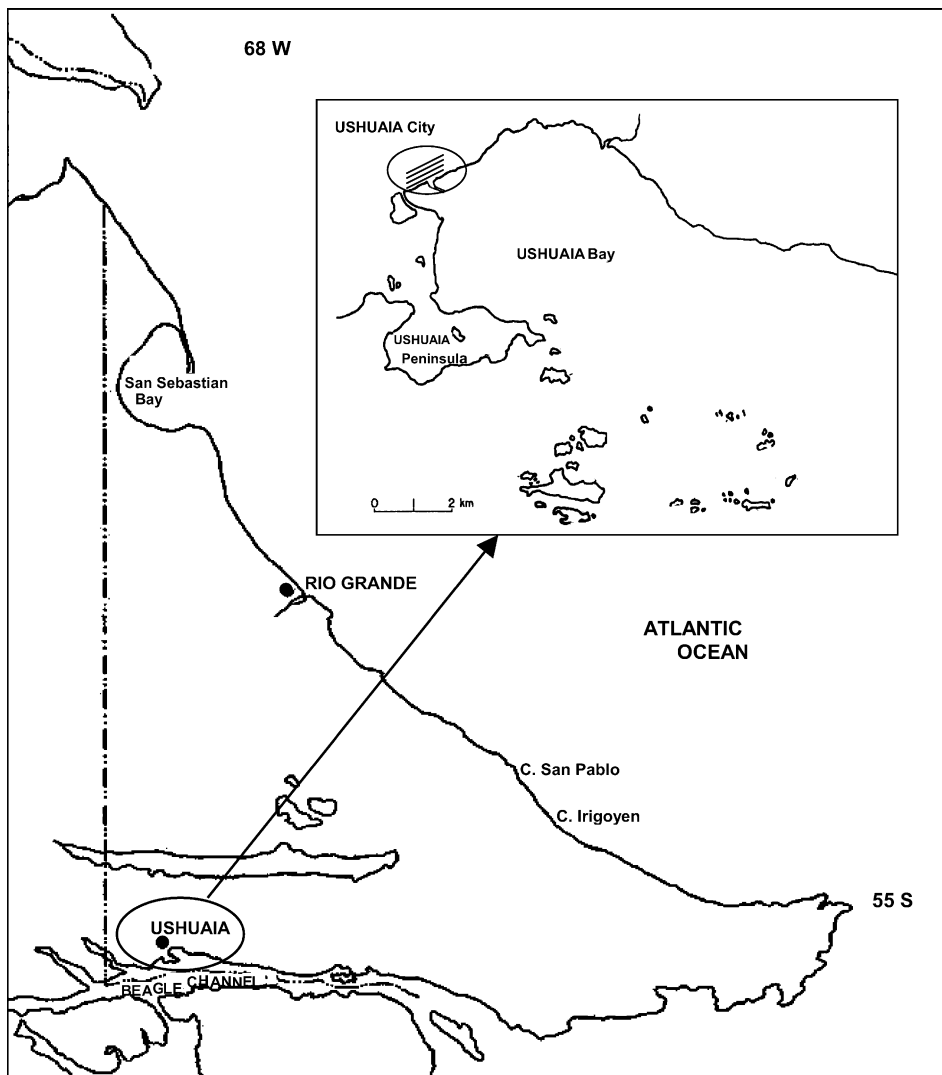 68 W
USHUAIA City
USHUAIA Bay
USHUAIA
Peninsula
0 2 km
San Sebastian
Bay
RIO GRANDE
ATLANTIC
OCEAN
C. San Pablo
C. Irigoyen
55 S
USHUAIA
BEAGLE CHANNEL